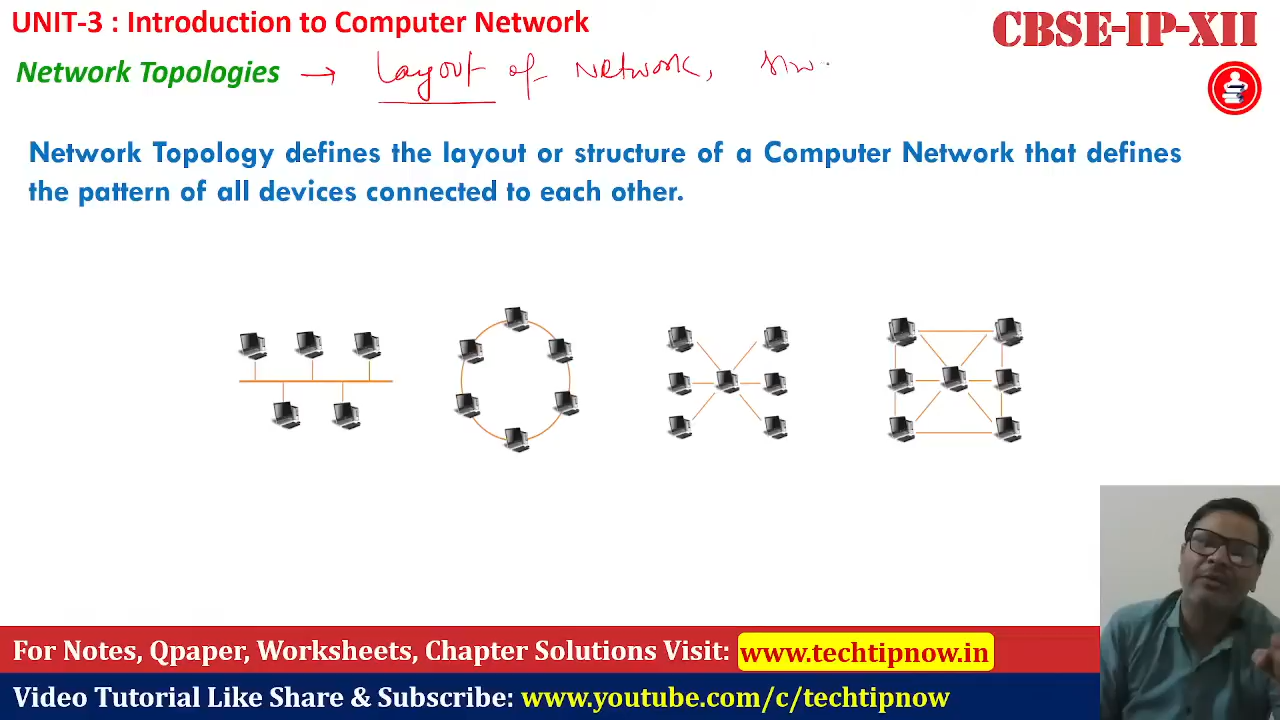 UNIT-3 : Introduction to Computer Network
CBSE-IP-XII
Network Topologies → Layout of Network,
Network Topology defines the layout or structure of a Computer Network that defines
the pattern of all devices connected to each other.
For Notes, Qpaper, Worksheets, Chapter Solutions Visit: www.techtipnow.in
Video Tutorial Like Share & Subscribe: www.youtube.com/c/techtipnow